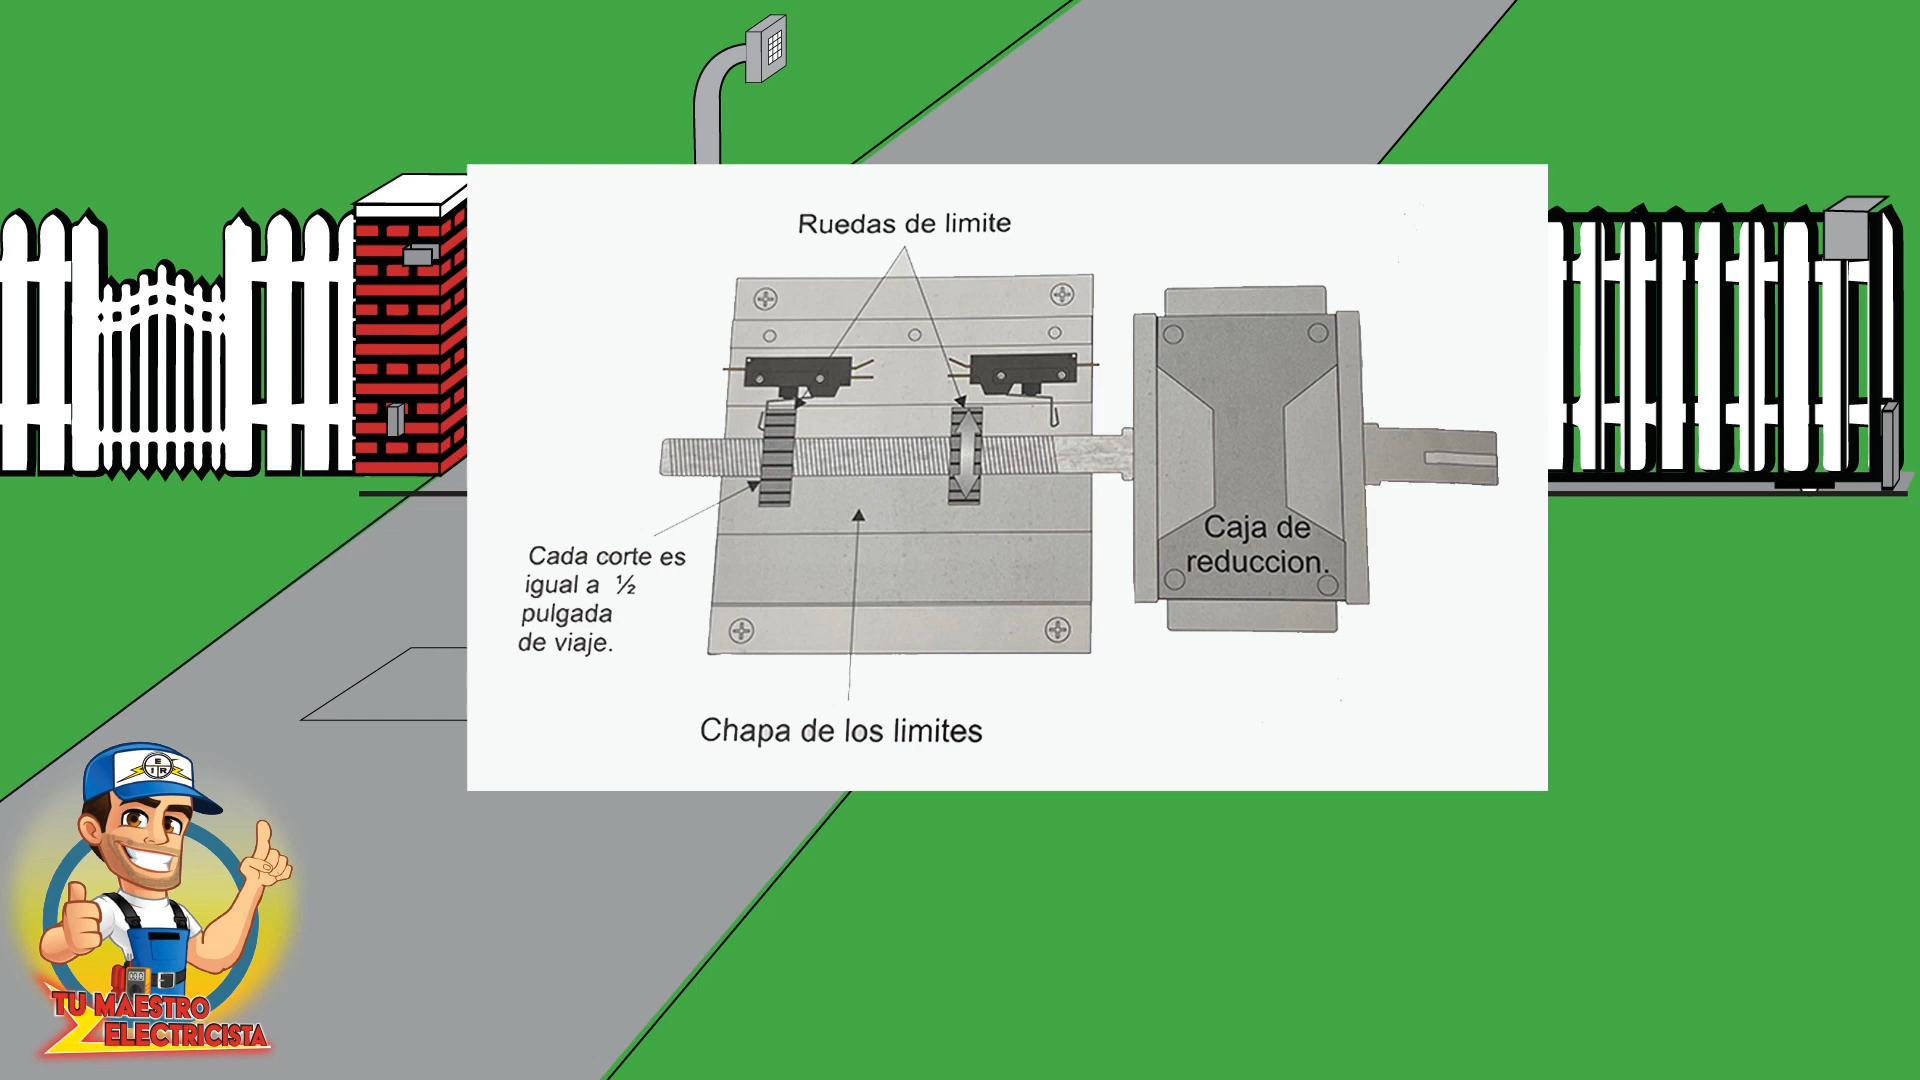 Ruedas de limite
Cada corte es
igual a ½
pulgada
de viaje.
Caja de
reduccion.
Chapa de los limites
E
I R
TU MAESTRO
ELECTRICISTA